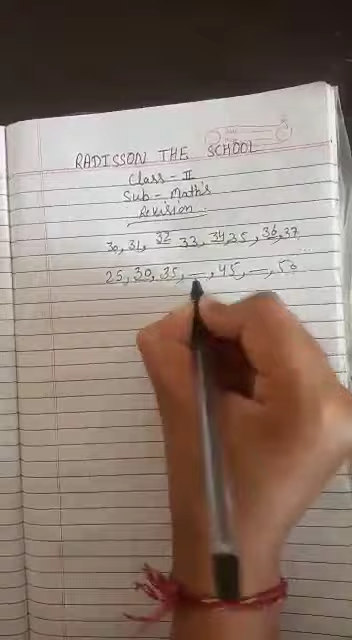 RADISSON THE SCHOOL
Class - II
Sub - Maths
Revision
30, 31, 32 33, 34, 35, 36, 37
25, 30, 35, __, 45, __, 50